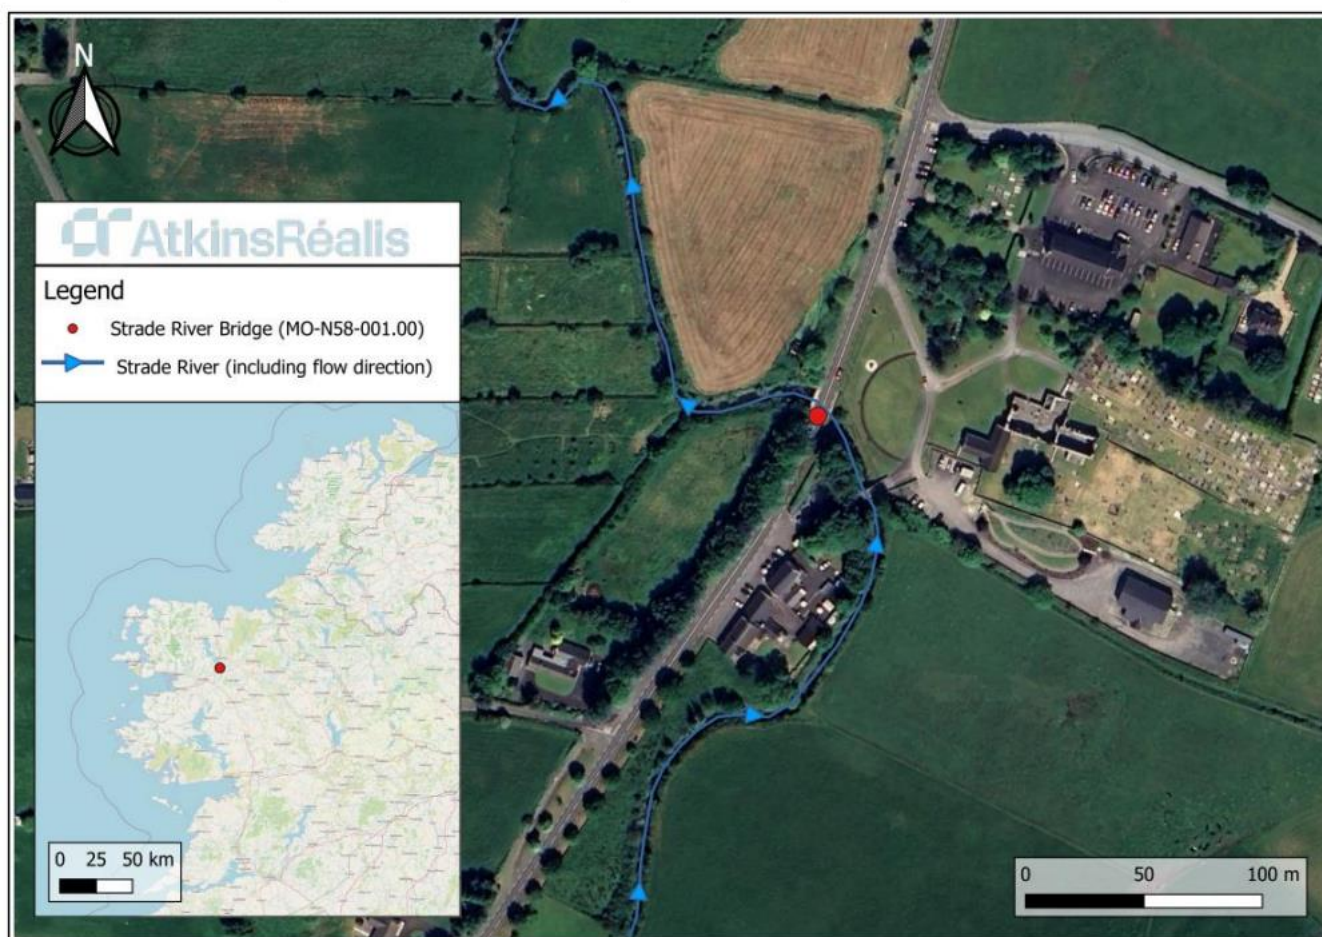 N
AtkinsRéalis
Legend
Strade River Bridge (MO-N58-001.00)
Strade River (including flow direction)
0 25 50 km
0 50 100 m